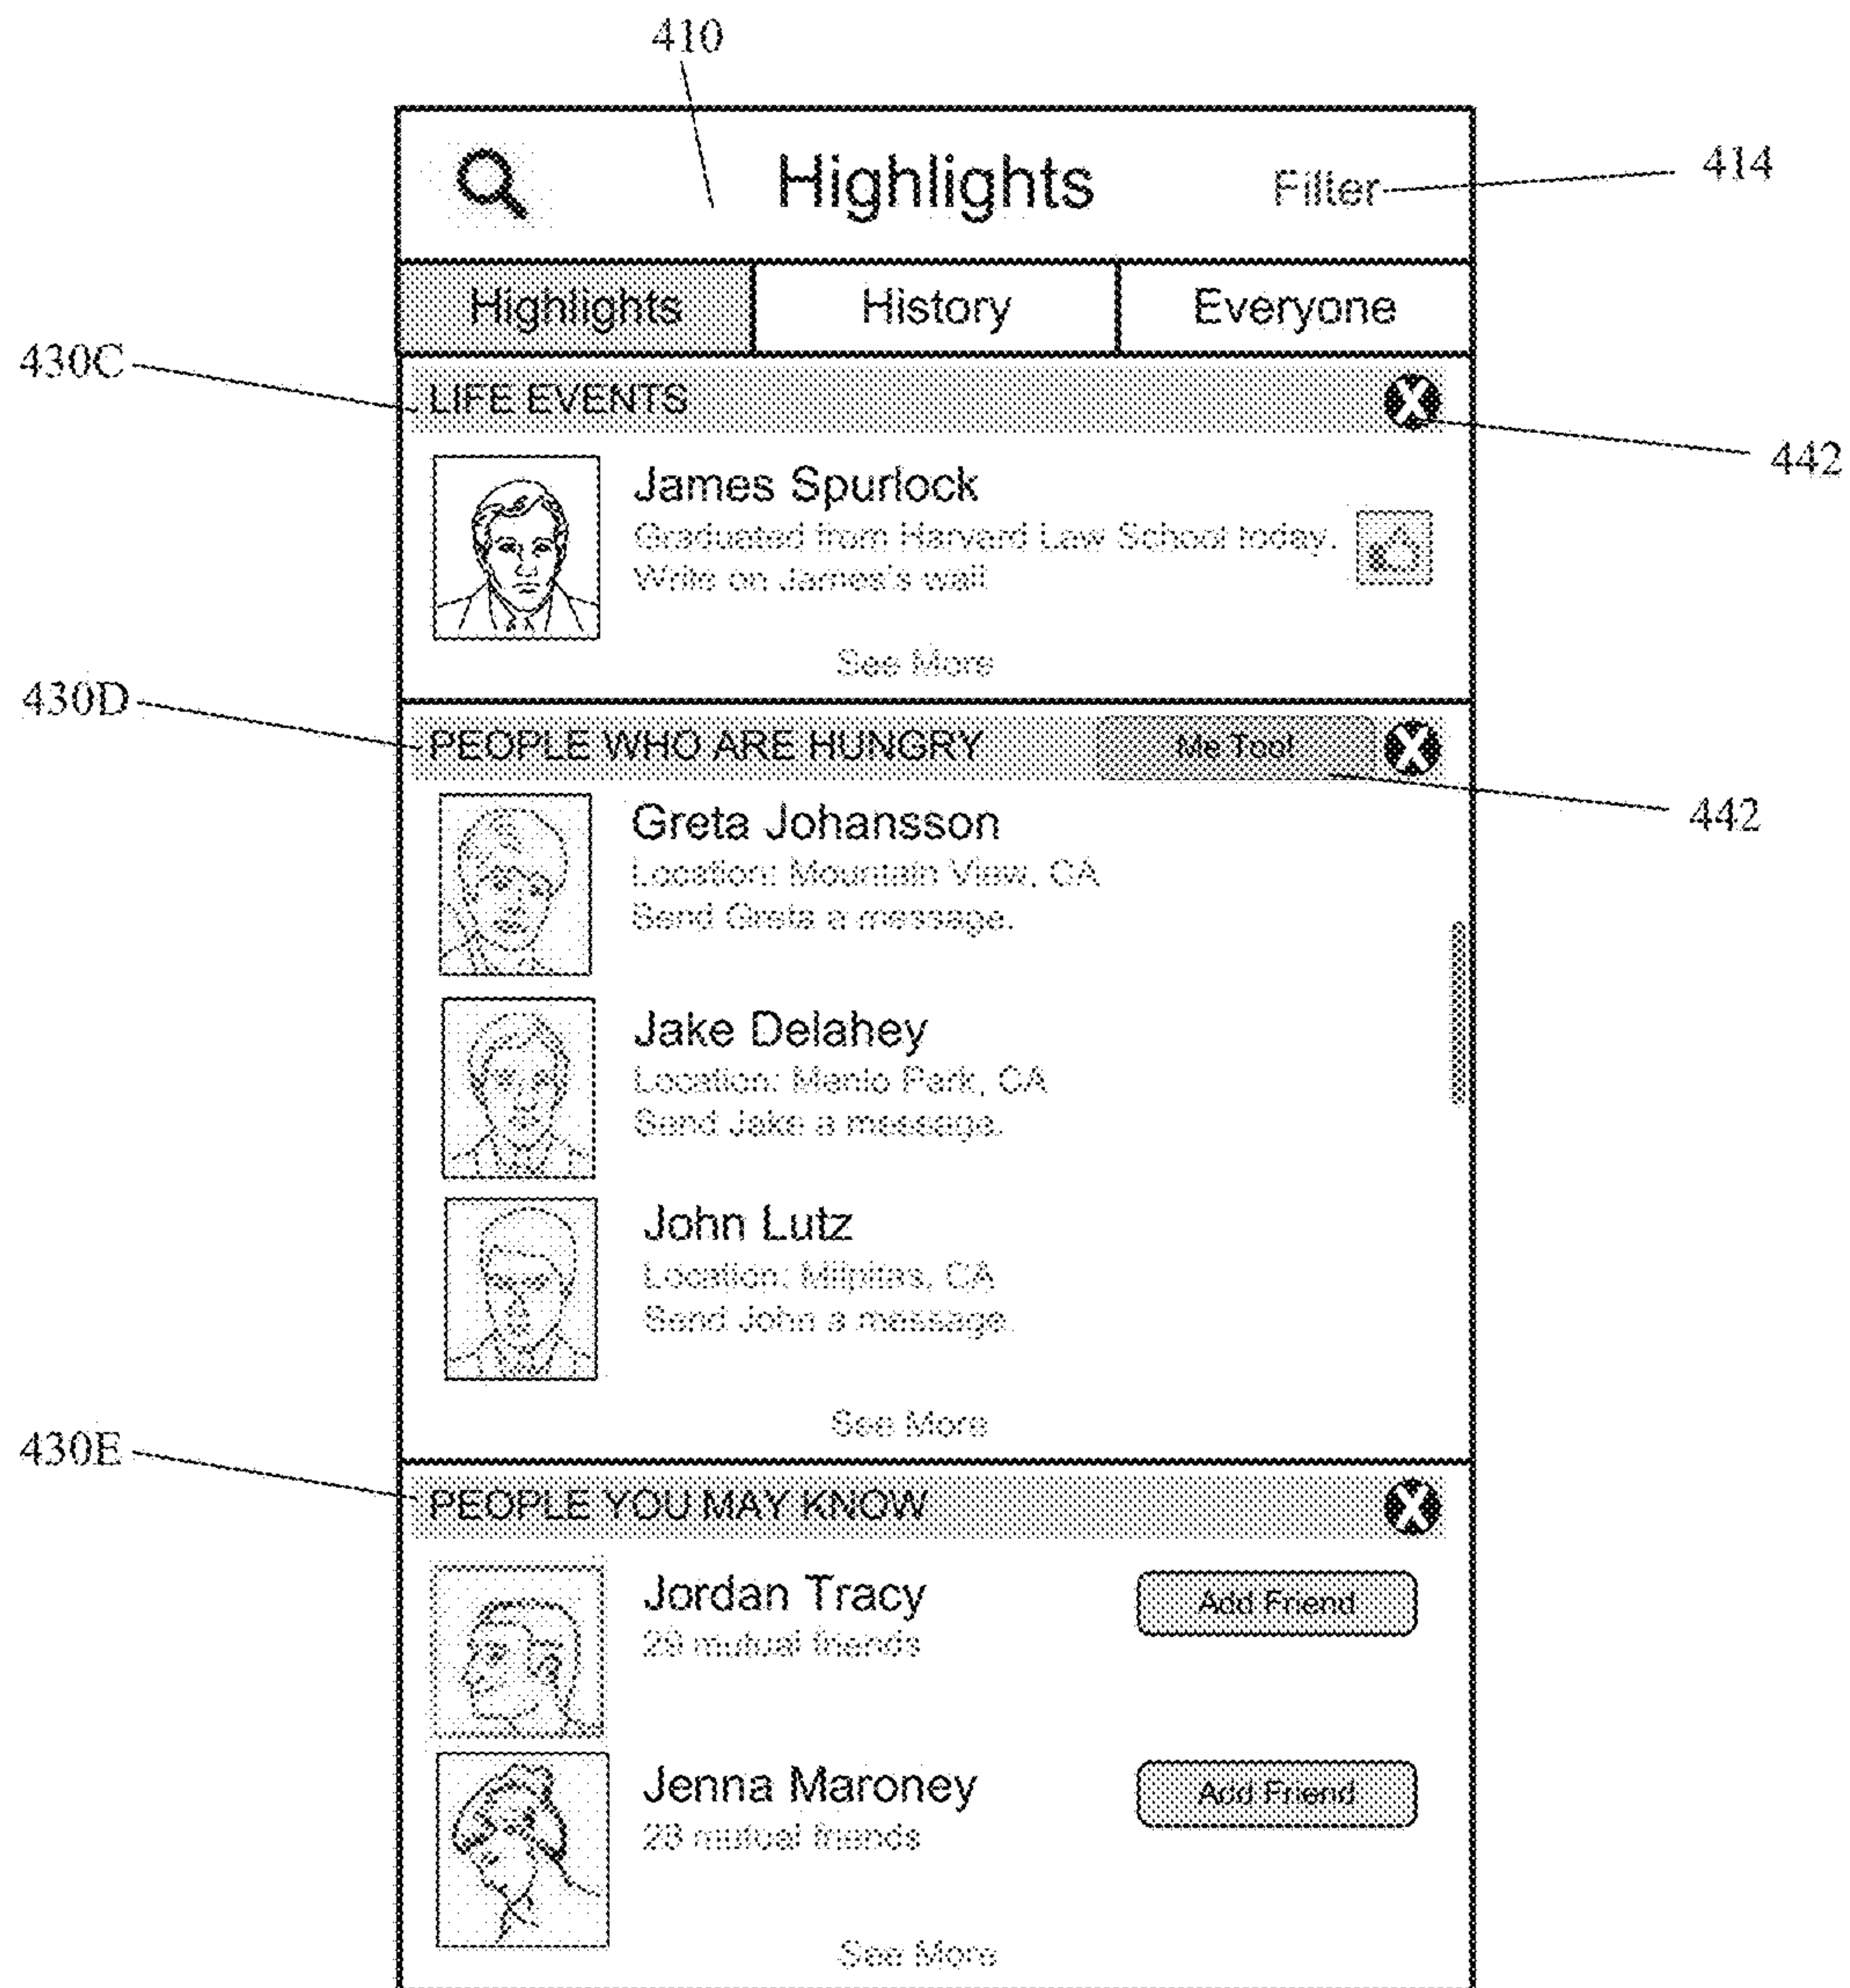 410
Highlights
Filter
414
Highlights
History
Everyone
430C
LIFE EVENTS
X
442
James Spurlock
Graduated from Harvard Law School today.
Write on James's wall
See More
430D
PEOPLE WHO ARE HUNGRY
Me Too!
X
442
Greta Johansson
Location: Mountain View, CA
Send Greta a message.
Jake Delahey
Location: Menlo Park, CA
Send Jake a message.
John Lutz
Location: Milpitas, CA
Send John a message.
See More
430E
PEOPLE YOU MAY KNOW
X
Jordan Tracy
29 mutual friends
Add Friend
Jenna Maroney
28 mutual friends
Add Friend
See More